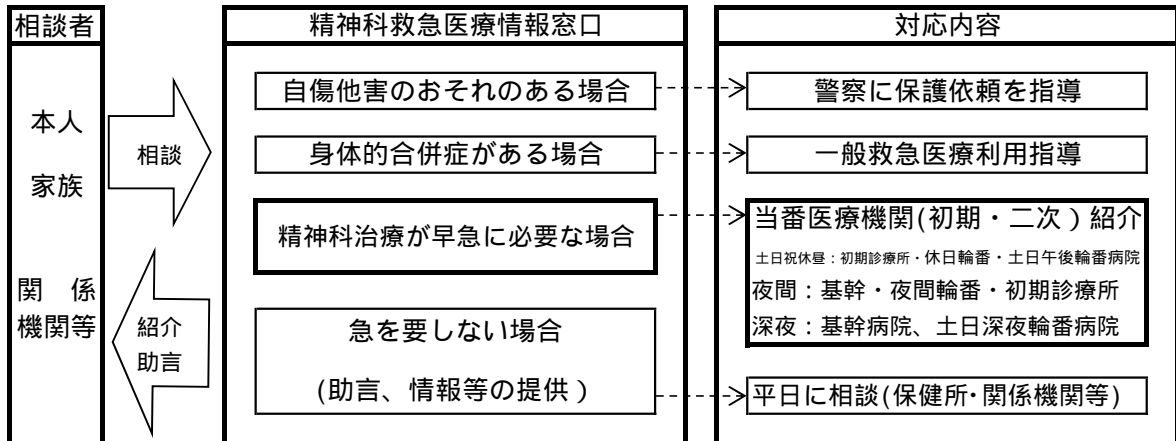 相談者
本人
家族
関係
機関等
相談
紹介
助言
精神科救急医療情報窓口
自傷他害のおそれのある場合
身体的合併症がある場合
精神科治療が早急に必要な場合
急を要しない場合
(助言、情報等の提供)
対応内容
警察に保護依頼を指導
一般救急医療利用指導
当番医療機関(初期・二次)紹介
土日祝休昼：初期診療所・休日輪番・土日午後輪番病院
夜間：基幹・夜間輪番・初期診療所
深夜：基幹病院、土日深夜輪番病院
平日に相談(保健所・関係機関等)